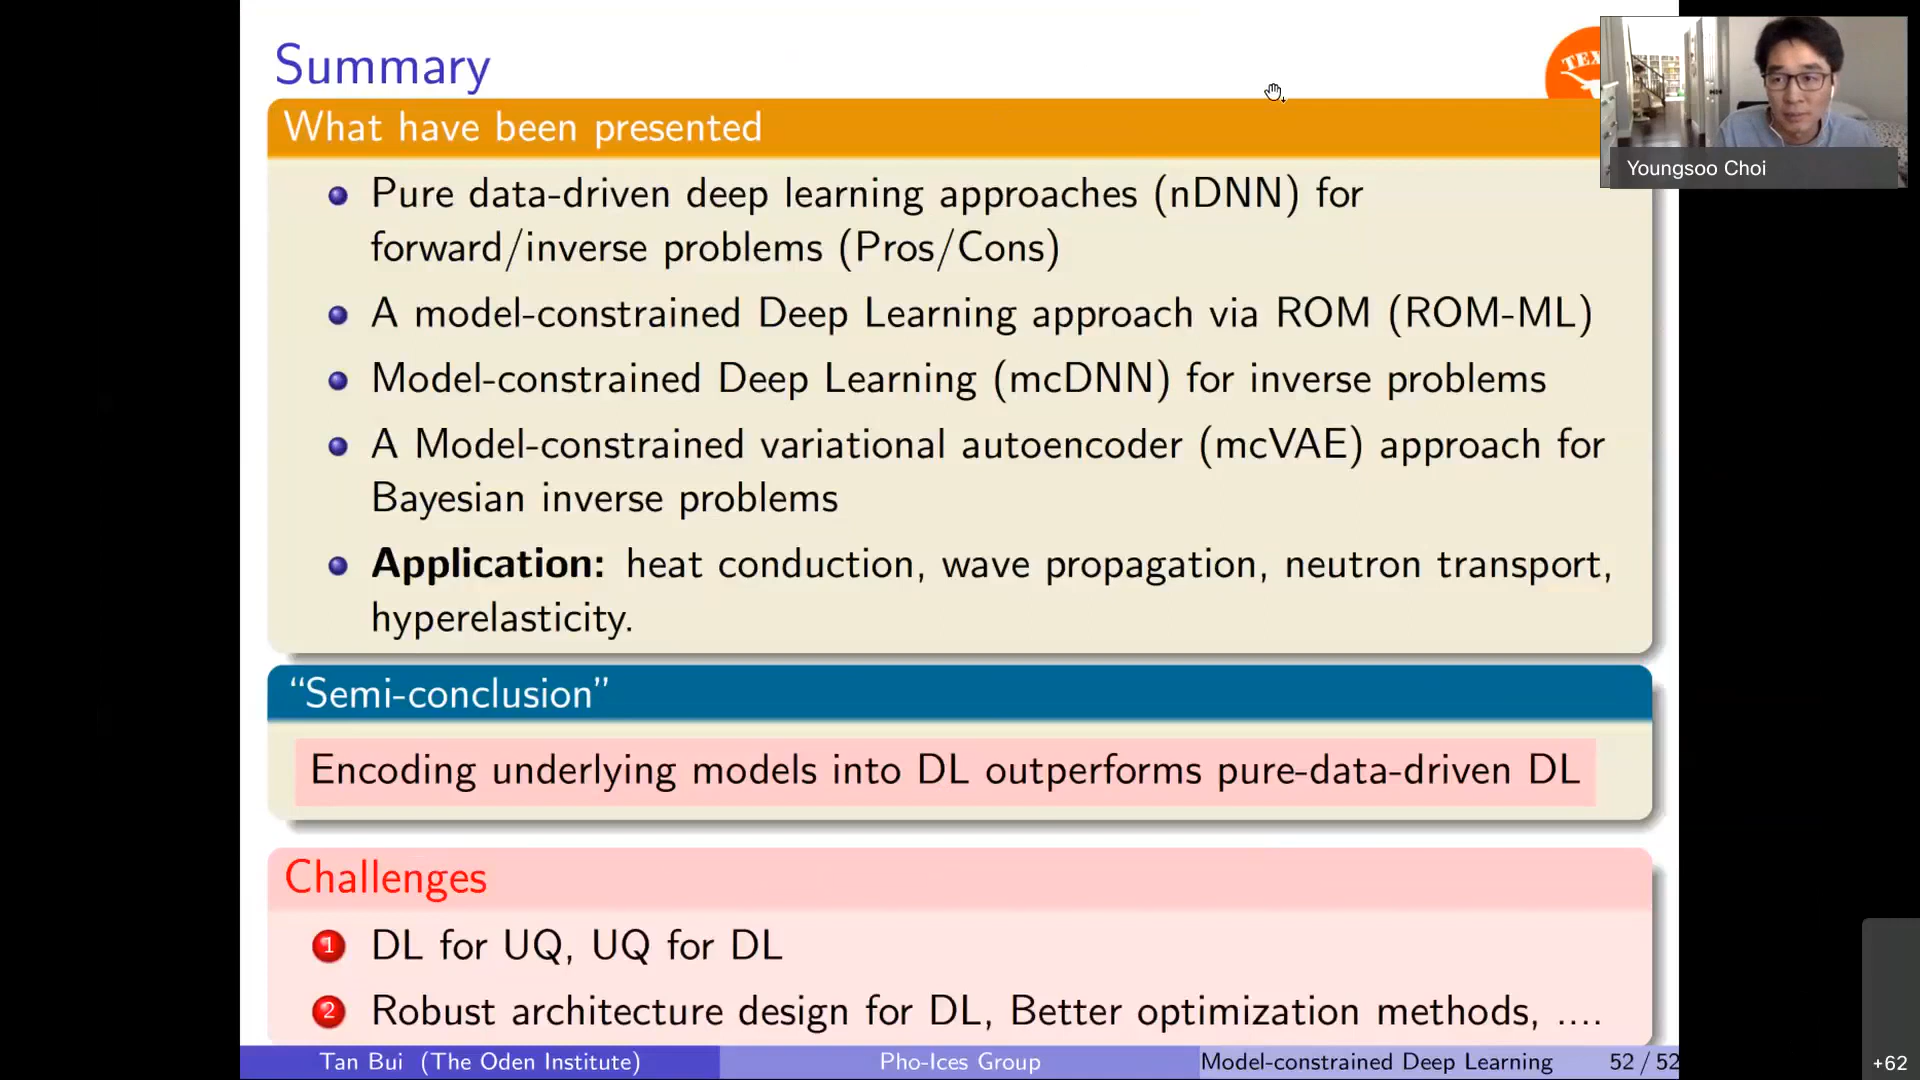 Summary
TEX
Youngsoo Choi
What have been presented
Pure data-driven deep learning approaches (nDNN) for
forward/inverse problems (Pros/Cons)
A model-constrained Deep Learning approach via ROM (ROM-ML)
Model-constrained Deep Learning (mcDNN) for inverse problems
A Model-constrained variational autoencoder (mcVAE) approach for
Bayesian inverse problems
Application: heat conduction, wave propagation, neutron transport,
hyperelasticity.
“Semi-conclusion”
Encoding underlying models into DL outperforms pure-data-driven DL
Challenges
1 DL for UQ, UQ for DL
2 Robust architecture design for DL, Better optimization methods, ....
Tan Bui (The Oden Institute) Pho-Ices Group Model-constrained Deep Learning 52 / 52
+62